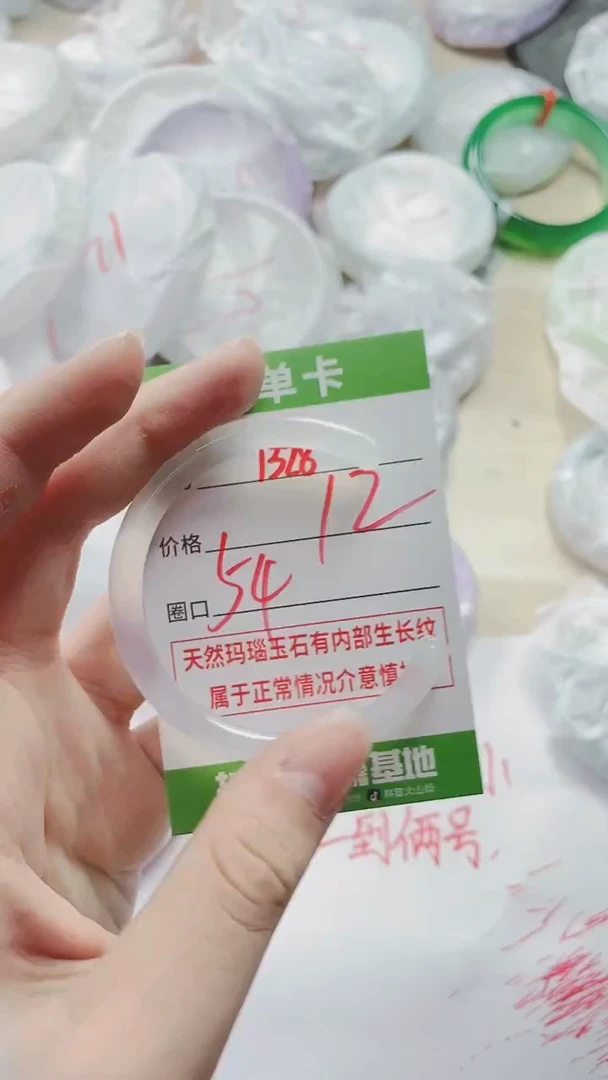 单卡
12
价格
54
圈口
天然玛瑙玉石有内部生长纹
属于正常情况介意慎
基地
一到俩号.